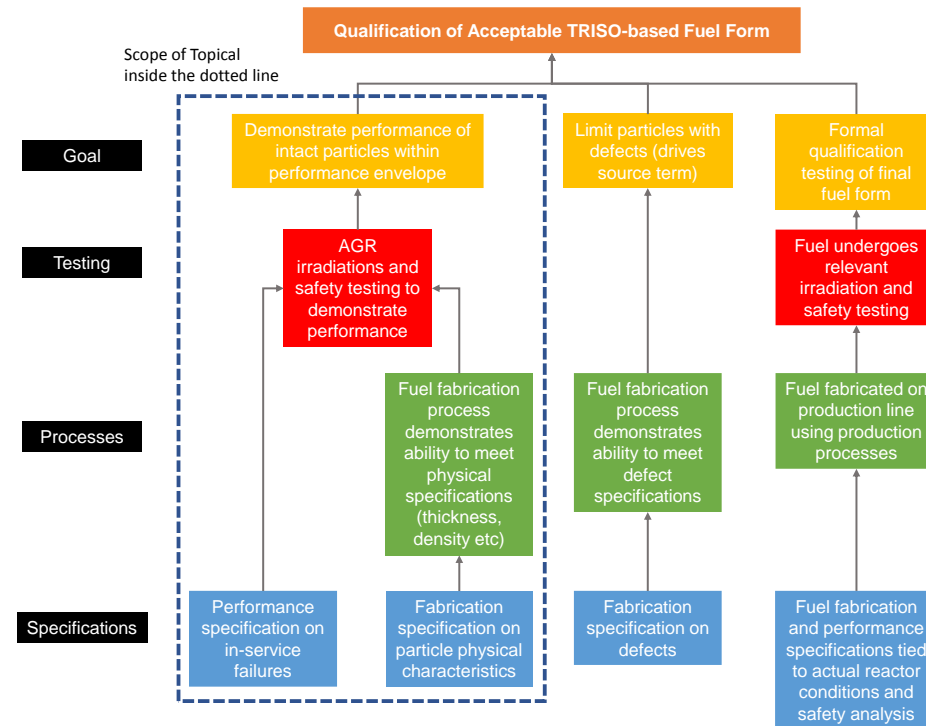 Qualification of Acceptable TRISO-based Fuel Form
Scope of Topical
inside the dotted line
Goal
Demonstrate performance of
intact particles within
performance envelope
Limit particles with
defects (drives
source term)
Formal
qualification
testing of final
fuel form
Testing
AGR
irradiations and
safety testing to
demonstrate
performance
Fuel undergoes
relevant
irradiation and
safety testing
Processes
Fuel fabrication
process
demonstrates
ability to meet
physical
specifications
(thickness,
density etc)
Fuel fabrication
process
demonstrates
ability to meet
defect
specifications
Fuel fabricated on
production line
using production
processes
Specifications
Performance
specification on
in-service
failures
Fabrication
specification on
particle physical
characteristics
Fabrication
specification on
defects
Fuel fabrication
and performance
specifications tied
to actual reactor
conditions and
safety analysis